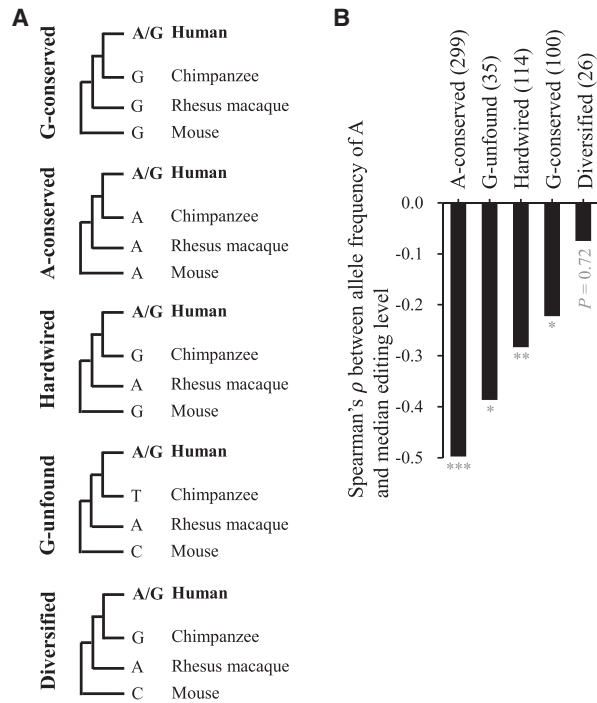 A
G-conserved
A/G Human
G Chimpanzee
G Rhesus macaque
G Mouse
A-conserved
A/G Human
A Chimpanzee
A Rhesus macaque
A Mouse
Hardwired
A/G Human
G Chimpanzee
A Rhesus macaque
G Mouse
G-unfound
A/G Human
T Chimpanzee
A Rhesus macaque
C Mouse
Diversified
A/G Human
G Chimpanzee
A Rhesus macaque
C Mouse
B
A-conserved (299)
G-unfound (35)
Hardwired (114)
G-conserved (100)
Diversified (26)
Spearman's ρ between allele frequency of A
and median editing level
0.0
-0.1
-0.2
-0.3
-0.4
-0.5
***
*
**
*
P = 0.72